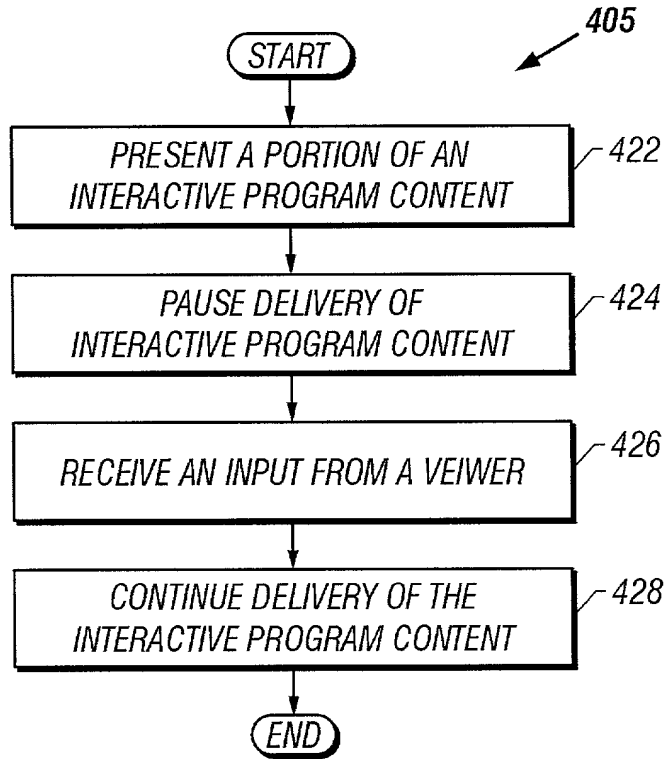 405
START
PRESENT A PORTION OF AN
INTERACTIVE PROGRAM CONTENT
422
PAUSE DELIVERY OF
INTERACTIVE PROGRAM CONTENT
424
RECEIVE AN INPUT FROM A VEIWER
426
CONTINUE DELIVERY OF THE
INTERACTIVE PROGRAM CONTENT
428
END